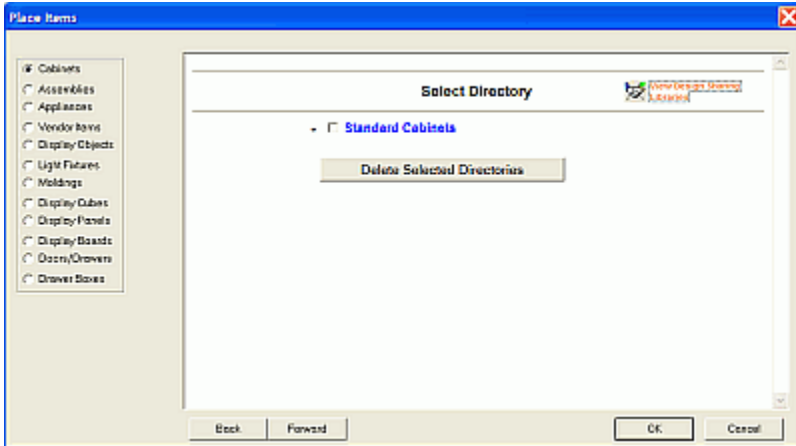 Place Items
Cabinets
Assemblies
Appliances
Vendor Items
Display Objects
Light Fixtures
Moldings
Display Cubes
Display Panels
Display Boards
Doors/Drawers
Drawer Boxes
Select Directory
View Design Sharing
Libraries
Standard Cabinets
Delete Selected Directories
Back
Forward
OK
Cancel